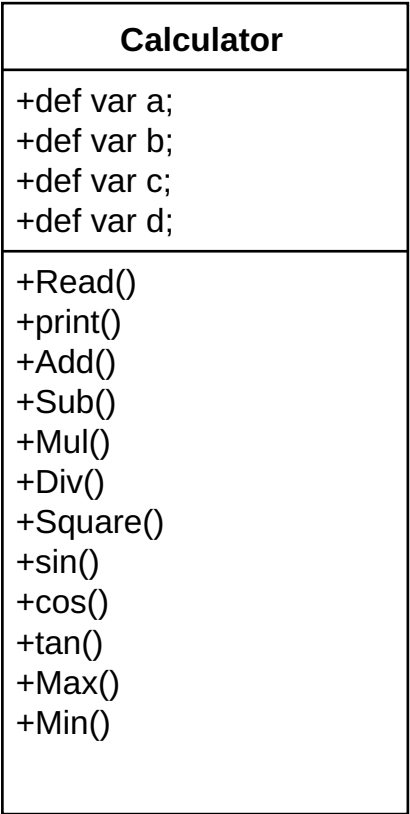 Calculator
+def var a;
+def var b;
+def var c;
+def var d;
+Read()
+print()
+Add()
+Sub()
+Mul()
+Div()
+Square()
+sin()
+cos()
+tan()
+Max()
+Min()